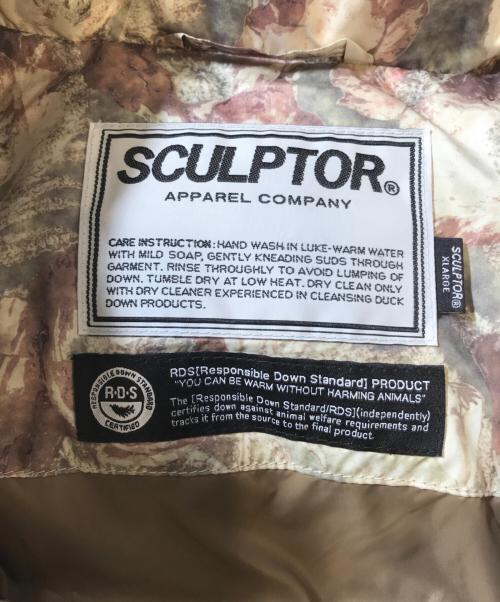 SCULPTOR®
APPAREL COMPANY
CARE INSTRUCTION: HAND WASH IN LUKE-WARM WATER
WITH MILD SOAP, GENTLY KNEADING SUDS THROUGH
GARMENT. RINSE THROUGHLY TO AVOID LUMPING OF
DOWN. TUMBLE DRY AT LOW HEAT. DRY CLEAN ONLY
WITH DRY CLEANER EXPERIENCED IN CLEANSING DUCK
DOWN PRODUCTS.
SCULPTOR®
XLARGE
RESPONSIBLE DOWN STANDARD
R·D·S
CERTIFIED
RDS[Responsible Down Standard] PRODUCT
"YOU CAN BE WARM WITHOUT HARMING ANIMALS"
The [Responsible Down Standard/RDS](independently)
certifies down against animal welfare requirements and
tracks it from the source to the final product.